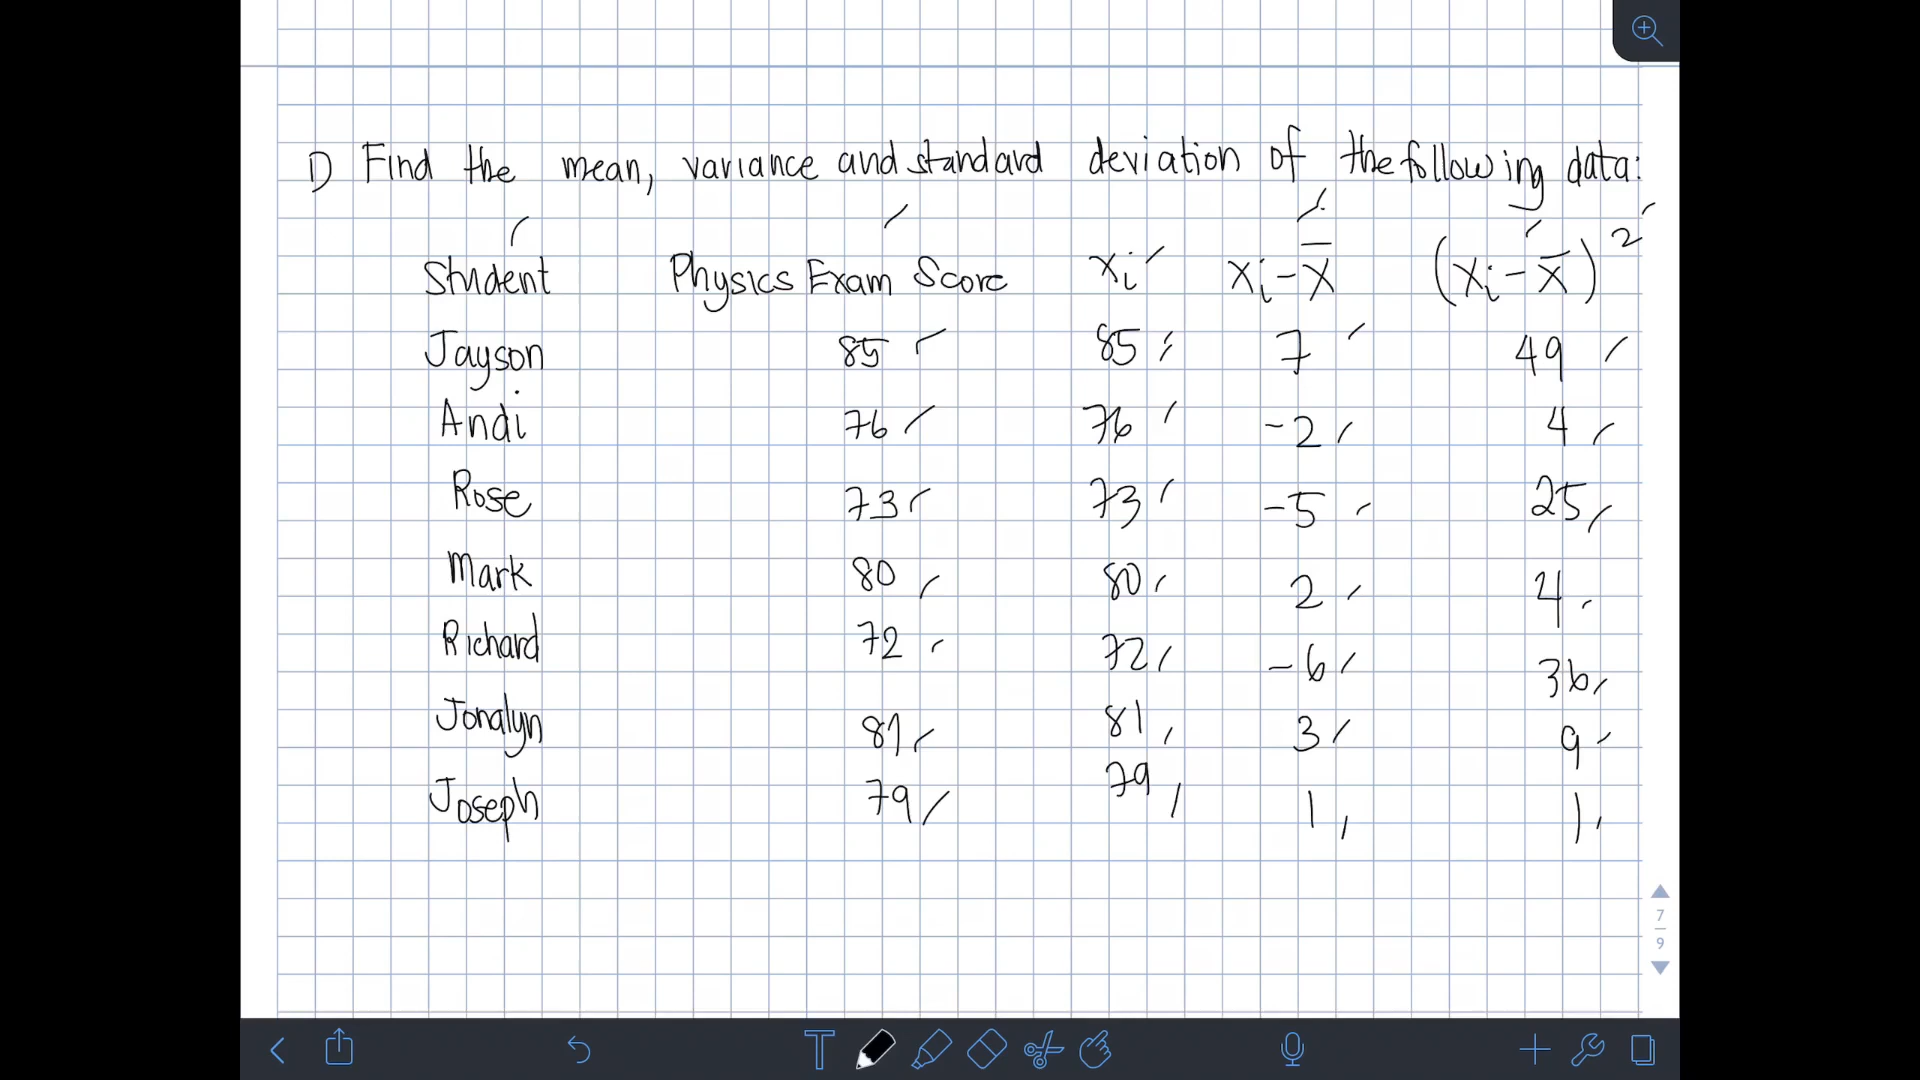 1) Find the mean, variance and standard deviation of the following data:
Student Physics Exam Score xᵢ xᵢ - x̅ (xᵢ - x̅)²
Jayson 85 85 7 49
Andi 76 76 -2 4
Rose 73 73 -5 25
Mark 80 80 2 4
Richard 72 72 -6 36
Jonalyn 81 81 3 9
Joseph 79 79 1 1
7
9
T